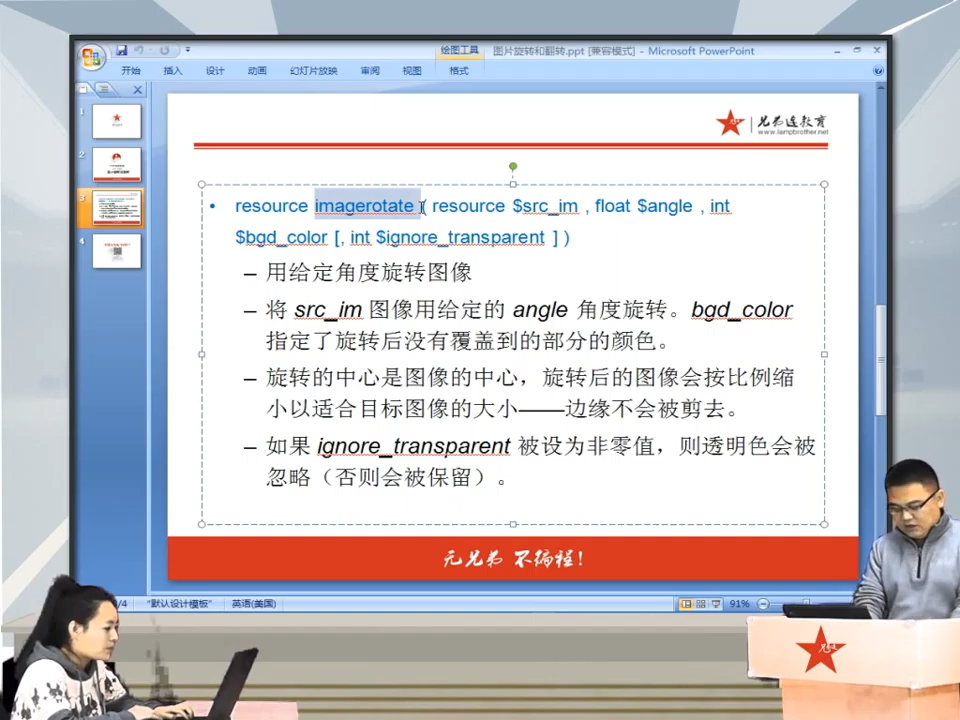 绘图工具
图片旋转和翻转.ppt [兼容模式] - Microsoft PowerPoint
开始 插入 设计 动画 幻灯片放映 审阅 视图 格式
1
2
3
4
兄弟连教育
www.lampbrother.net
• resource imagerotate ( resource $src_im , float $angle , int
$bgd_color [, int $ignore_transparent ] )
– 用给定角度旋转图像
– 将 src_im 图像用给定的 angle 角度旋转。bgd_color
指定了旋转后没有覆盖到的部分的颜色。
– 旋转的中心是图像的中心，旋转后的图像会按比例缩
小以适合目标图像的大小——边缘不会被剪去。
– 如果 ignore_transparent 被设为非零值，则透明色会被
忽略（否则会被保留）。
无兄弟 不编程!
/4 "默认设计模板" 英语(美国) 91%